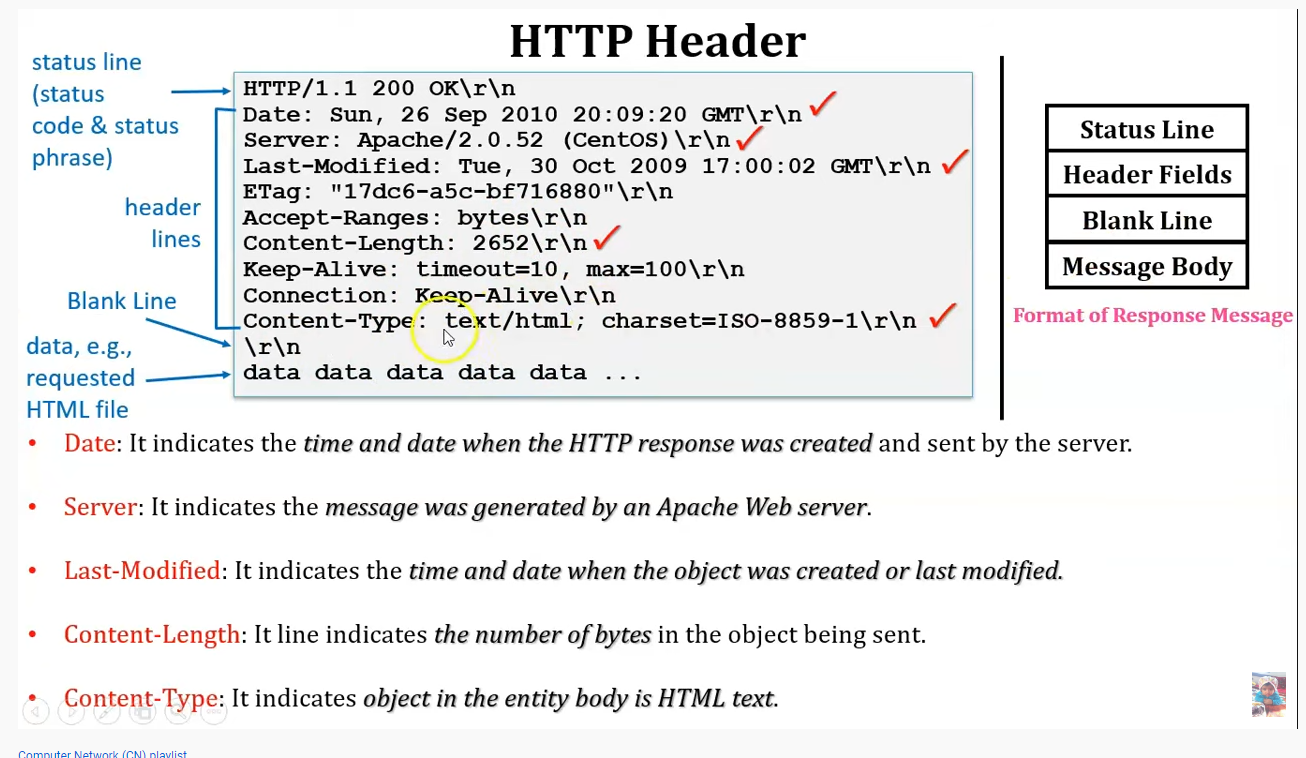 HTTP Header
status line
(status
code & status
phrase)
header
lines
Blank Line
data, e.g.,
requested
HTML file
HTTP/1.1 200 OK\r\n
Date: Sun, 26 Sep 2010 20:09:20 GMT\r\n
Server: Apache/2.0.52 (CentOS)\r\n
Last-Modified: Tue, 30 Oct 2009 17:00:02 GMT\r\n
ETag: "17dc6-a5c-bf716880"\r\n
Accept-Ranges: bytes\r\n
Content-Length: 2652\r\n
Keep-Alive: timeout=10, max=100\r\n
Connection: Keep-Alive\r\n
Content-Type: text/html; charset=ISO-8859-1\r\n
\r\n
data data data data data ...
Status Line
Header Fields
Blank Line
Message Body
Format of Response Message
• Date: It indicates the time and date when the HTTP response was created and sent by the server.
• Server: It indicates the message was generated by an Apache Web server.
• Last-Modified: It indicates the time and date when the object was created or last modified.
• Content-Length: It line indicates the number of bytes in the object being sent.
• Content-Type: It indicates object in the entity body is HTML text.
Computer Network (CN) playlist